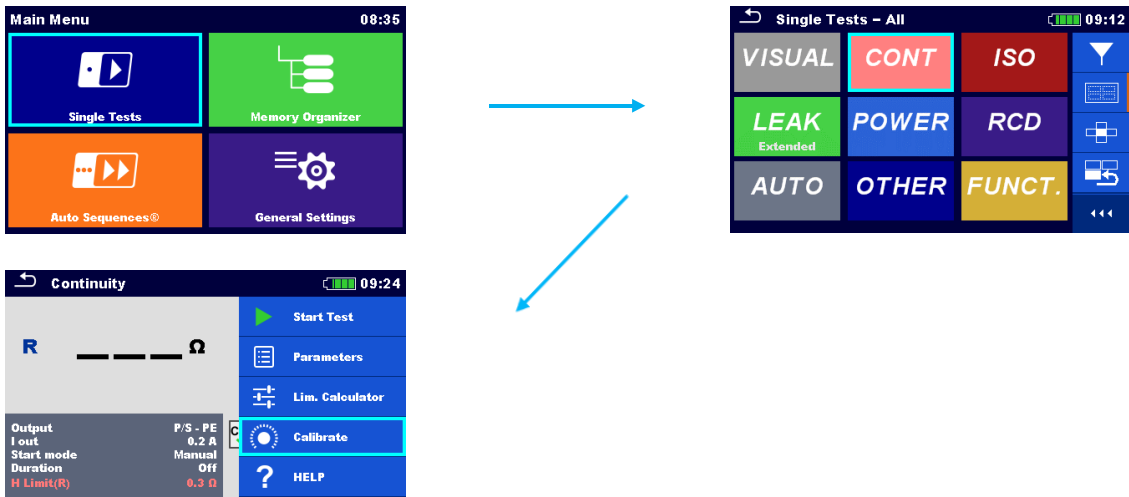 Main Menu 08:35
Single Tests
Memory Organizer
Auto Sequences®
General Settings
Single Tests – All 09:12
VISUAL CONT ISO
LEAK POWER RCD
Extended
AUTO OTHER FUNCT.
Continuity 09:24
R _ _ _ Ω
Output P/S - PE
I out 0.2 A
Start mode Manual
Duration Off
H Limit(R) 0.3 Ω
C
Start Test
Parameters
Lim. Calculator
Calibrate
? HELP